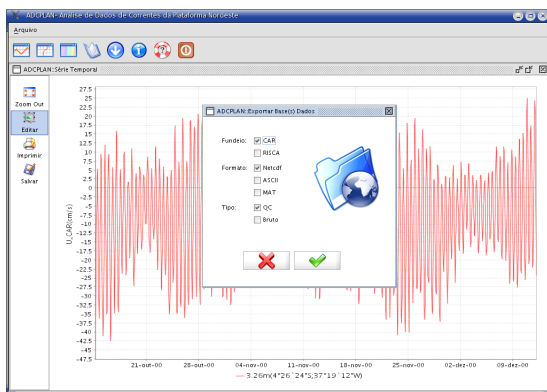 ADCPLAN- Análise de Dados de Correntes da Plataforma Nordeste
Arquivo
ADCPLAN::Série Temporal
Zoom Out
Editar
Imprimir
Salvar
U_CAR(cm/s)
27.5
25
22.5
20
17.5
15
12.5
10
7.5
5
2.5
0
-2.5
-5
-7.5
-10
-12.5
-15
-17.5
-20
-22.5
-25
-27.5
-30
-32.5
-35
-37.5
-40
-42.5
-45
-47.5
ADCPLAN::Exportar Base(s) Dados
Fundeio: CAR
RISCA
Formato: Netcdf
ASCII
MAT
Tipo: QC
Bruto
21-out-00 28-out-00 04-nov-00 11-nov-00 18-nov-00 25-nov-00 02-dez-00 09-dez-00
3.26m(4°26`24"S;37°19`12"W)